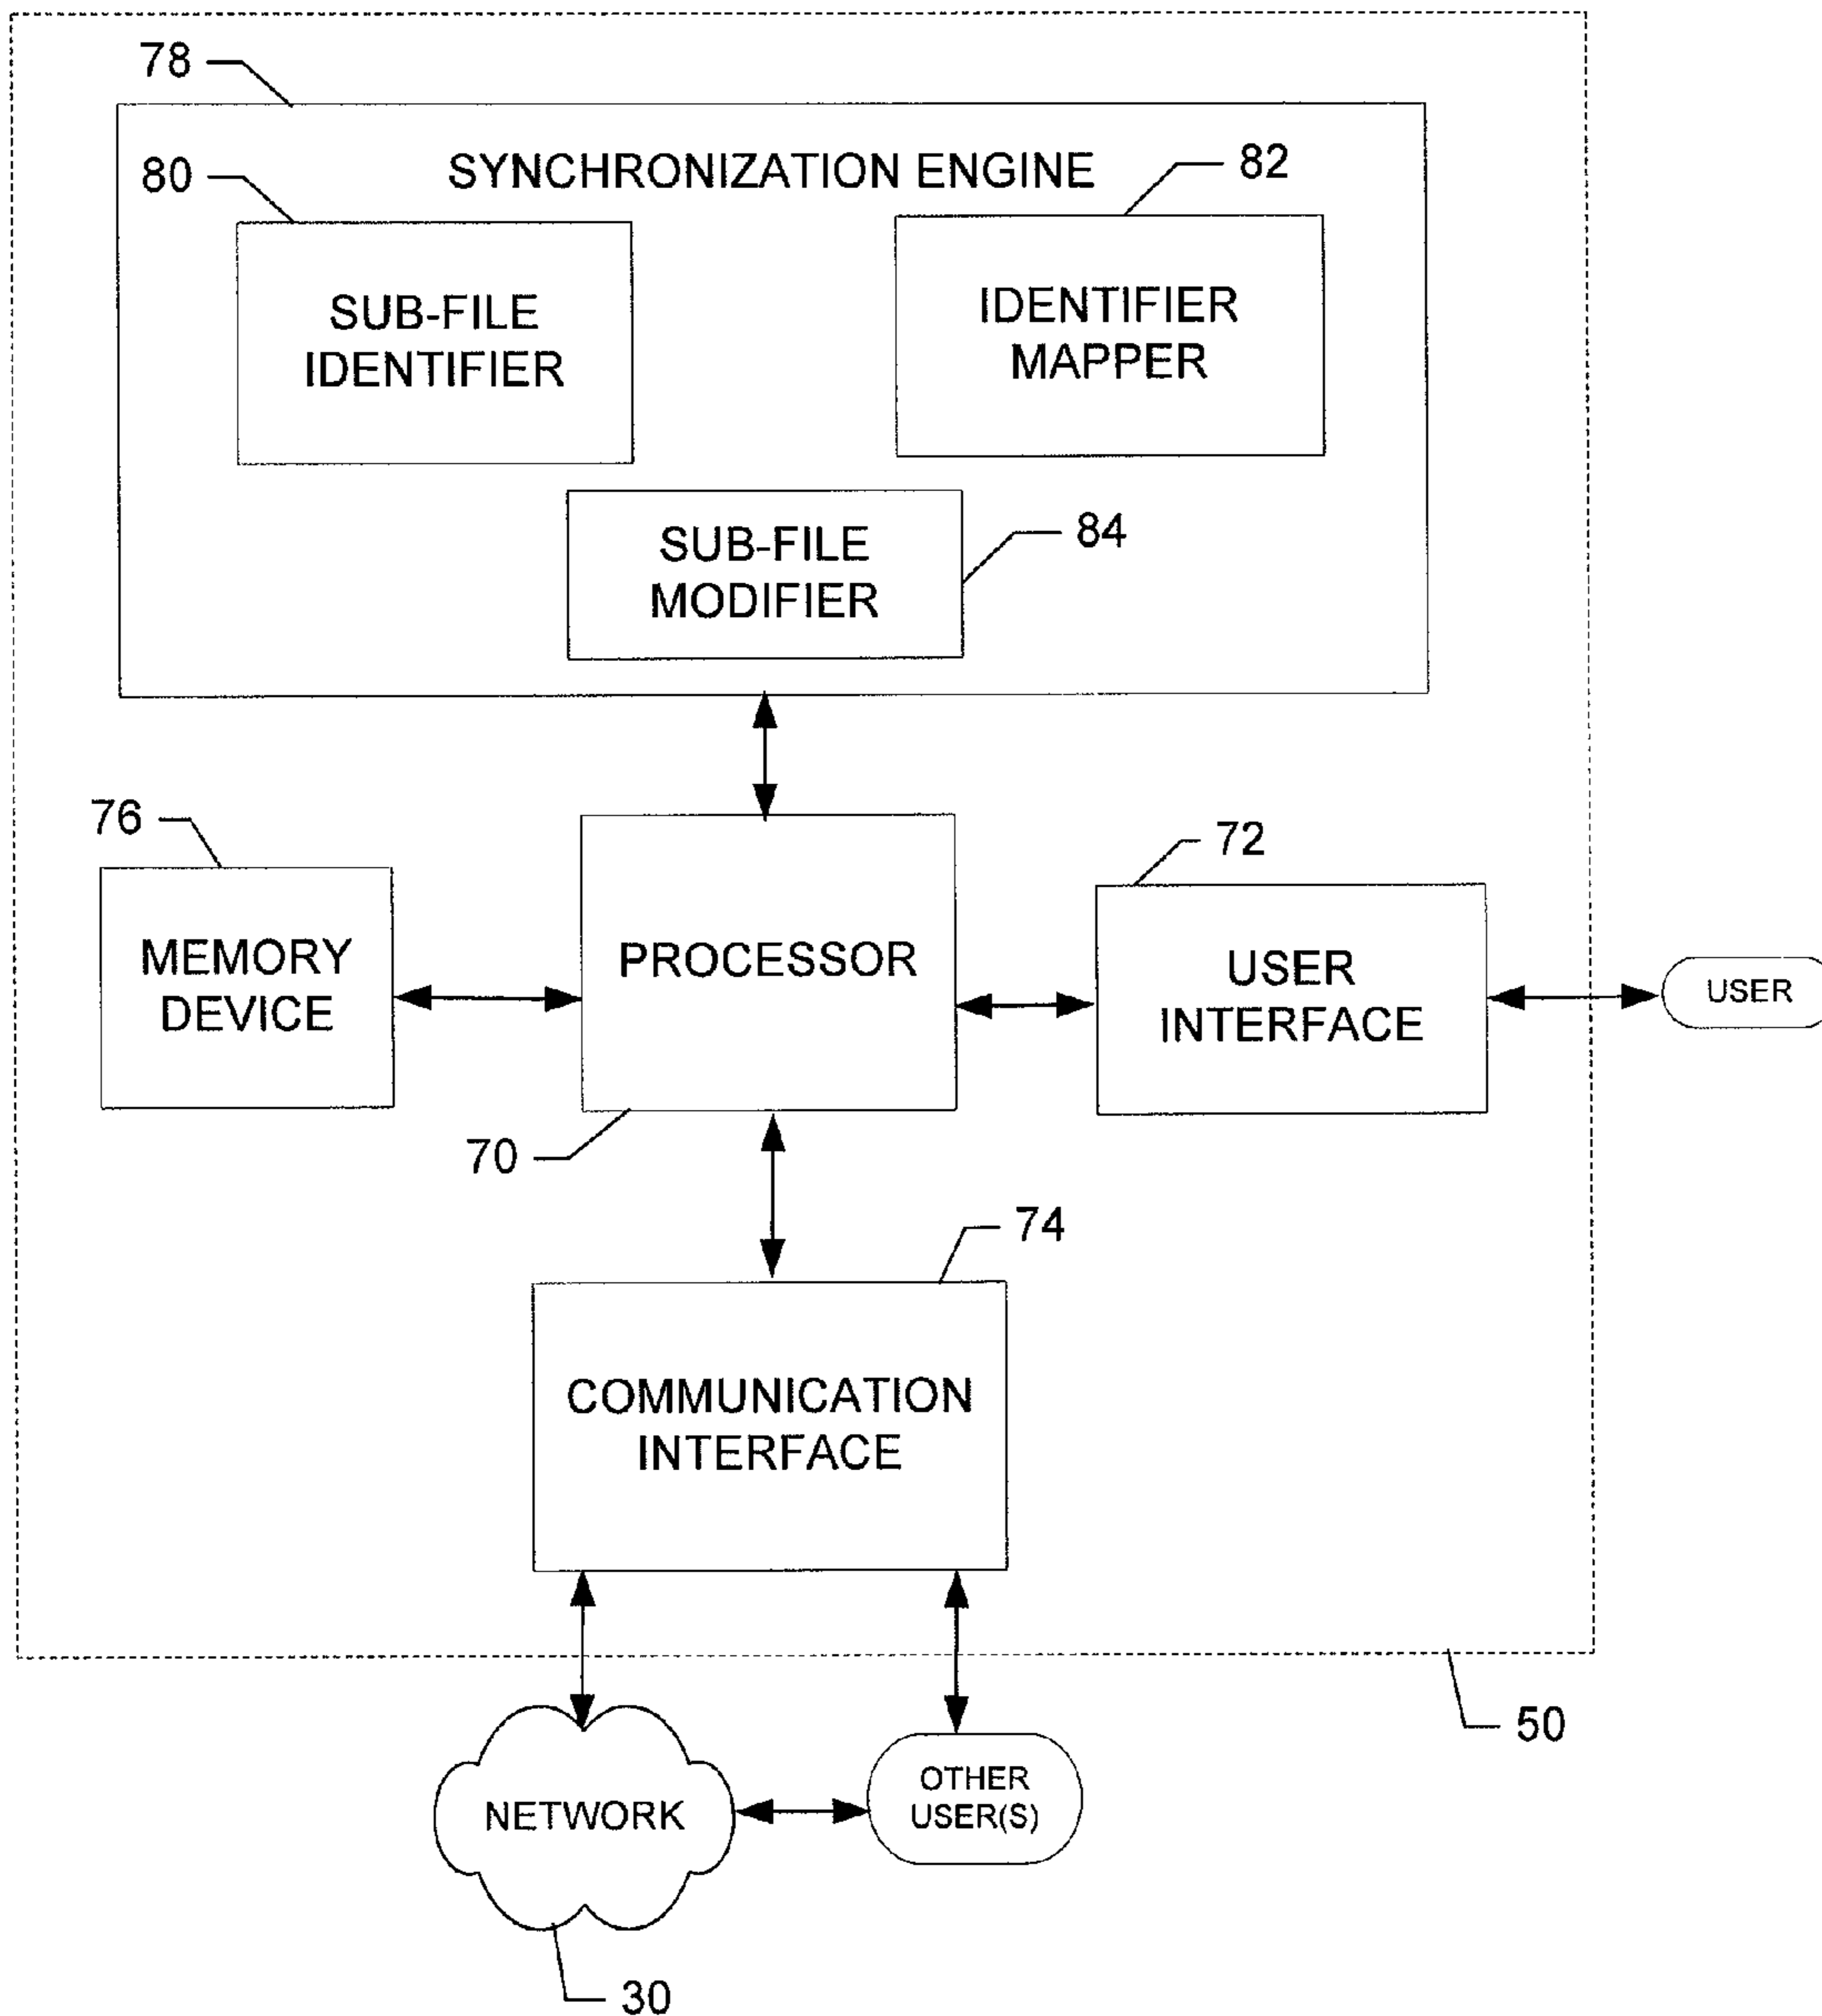 78
SYNCHRONIZATION ENGINE
80
82
SUB-FILE
IDENTIFIER
IDENTIFIER
MAPPER
SUB-FILE
MODIFIER
84
76
72
MEMORY
DEVICE
PROCESSOR
USER
INTERFACE
USER
70
74
COMMUNICATION
INTERFACE
50
NETWORK
OTHER
USER(S)
30